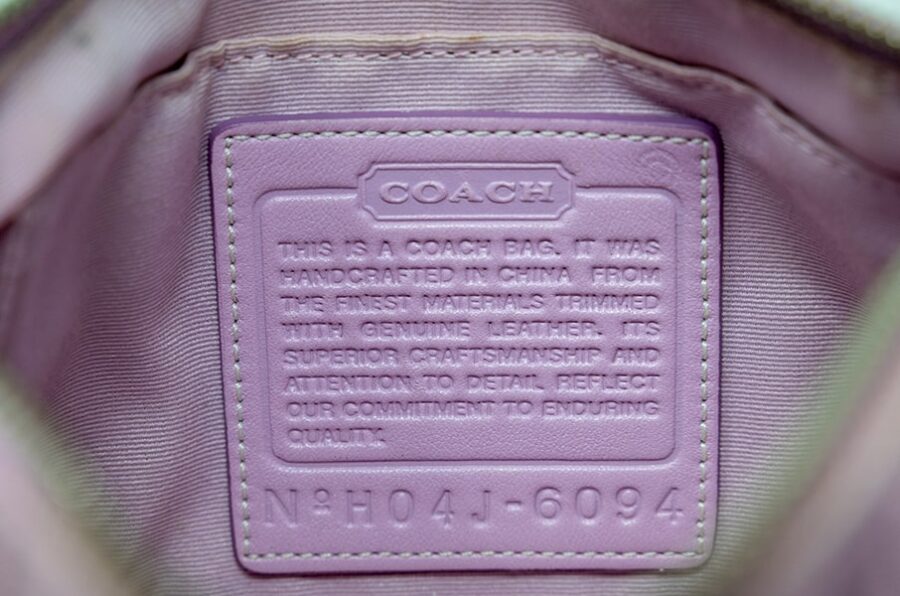 COACH
THIS IS A COACH BAG. IT WAS
HANDCRAFTED IN CHINA FROM
THE FINEST MATERIALS TRIMMED
WITH GENUINE LEATHER. ITS
SUPERIOR CRAFTSMANSHIP AND
ATTENTION TO DETAIL REFLECT
OUR COMMITMENT TO ENDURING
QUALITY.
Nº H04J-6094